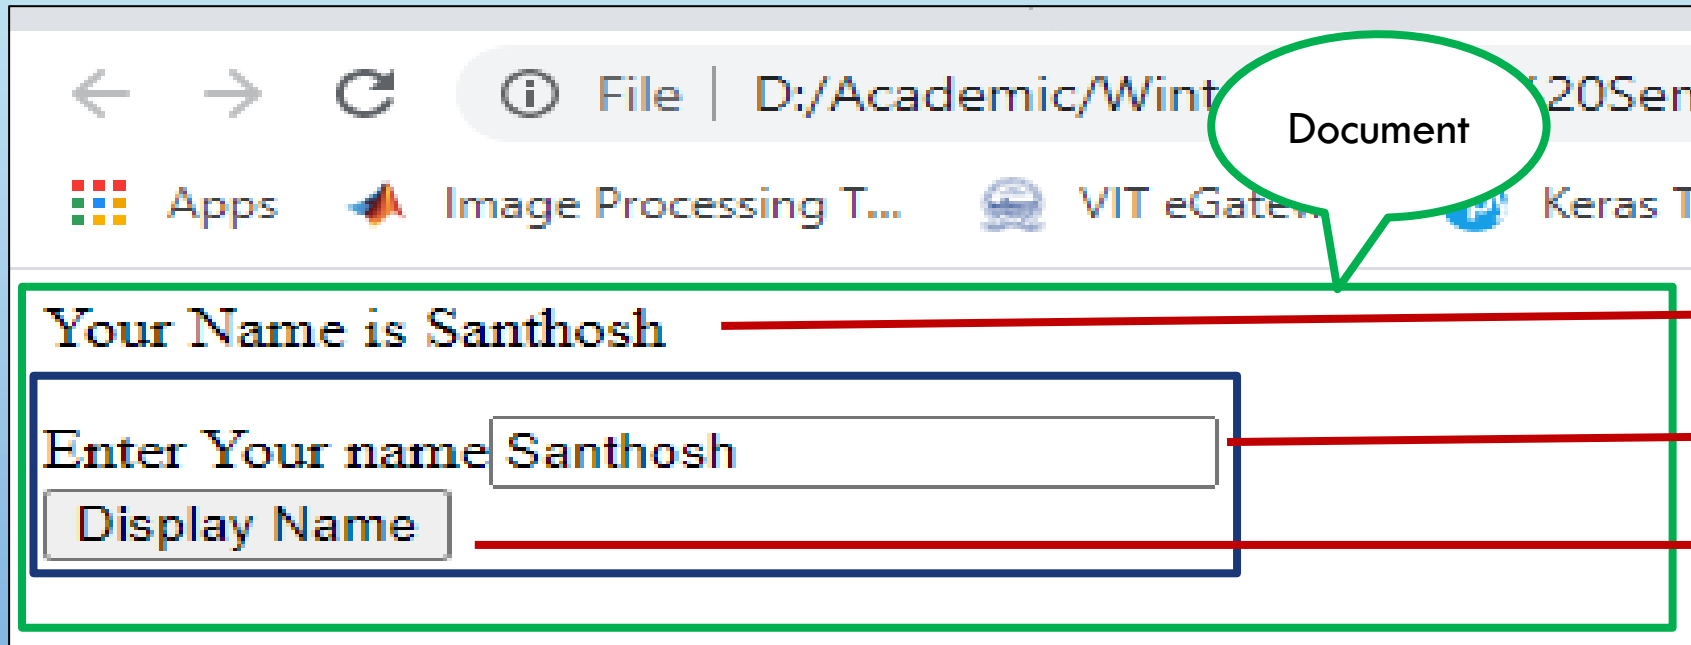 File | D:/Academic/Wint 20Sen
Document
Apps Image Processing T... VIT eGatew Keras T
Your Name is Santhosh
Enter Your name Santhosh
Display Name